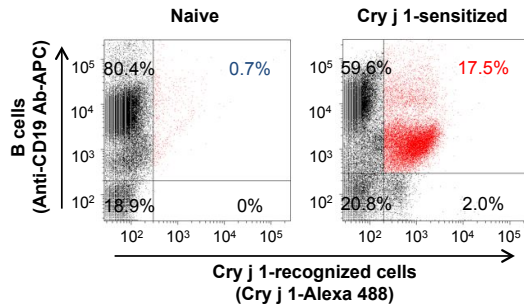 Naive
Cry j 1-sensitized
B cells
(Anti-CD19 Ab-APC)
10⁵
10⁴
10³
10²
80.4%
0.7%
18.9%
0%
10² 10³ 10⁴ 10⁵
10⁵
10⁴
10³
10²
59.6%
17.5%
20.8%
2.0%
10² 10³ 10⁴ 10⁵
Cry j 1-recognized cells
(Cry j 1-Alexa 488)